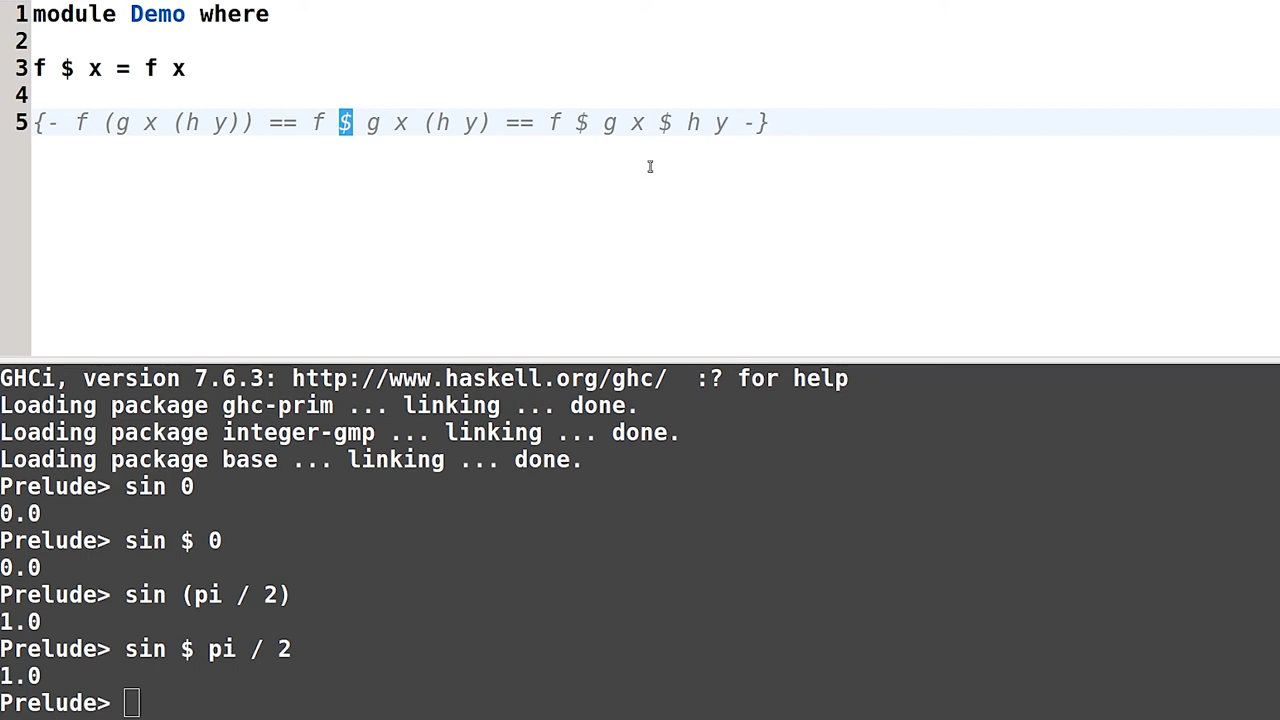 1 module Demo where
2
3 f $ x = f x
4
5 {- f (g x (h y)) == f $ g x (h y) == f $ g x $ h y -}
GHCi, version 7.6.3: http://www.haskell.org/ghc/  :? for help
Loading package ghc-prim ... linking ... done.
Loading package integer-gmp ... linking ... done.
Loading package base ... linking ... done.
Prelude> sin 0
0.0
Prelude> sin $ 0
0.0
Prelude> sin (pi / 2)
1.0
Prelude> sin $ pi / 2
1.0
Prelude>